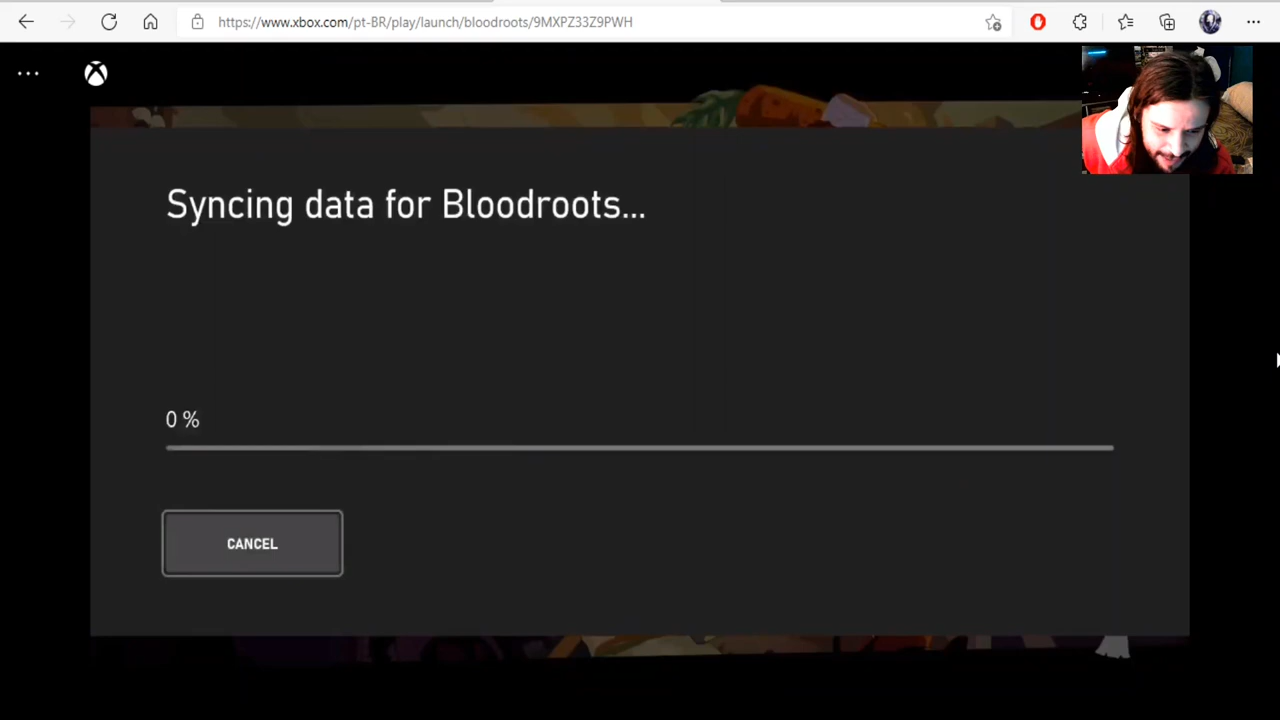 https://www.xbox.com/pt-BR/play/launch/bloodroots/9MXPZ33Z9PWH
Syncing data for Bloodroots...
0 %
CANCEL